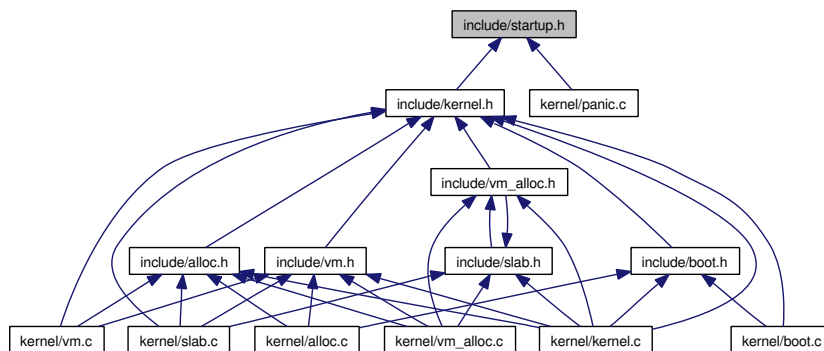 include/startup.h
include/kernel.h
kernel/panic.c
include/vm_alloc.h
include/alloc.h
include/vm.h
include/slab.h
include/boot.h
kernel/vm.c
kernel/slab.c
kernel/alloc.c
kernel/vm_alloc.c
kernel/kernel.c
kernel/boot.c